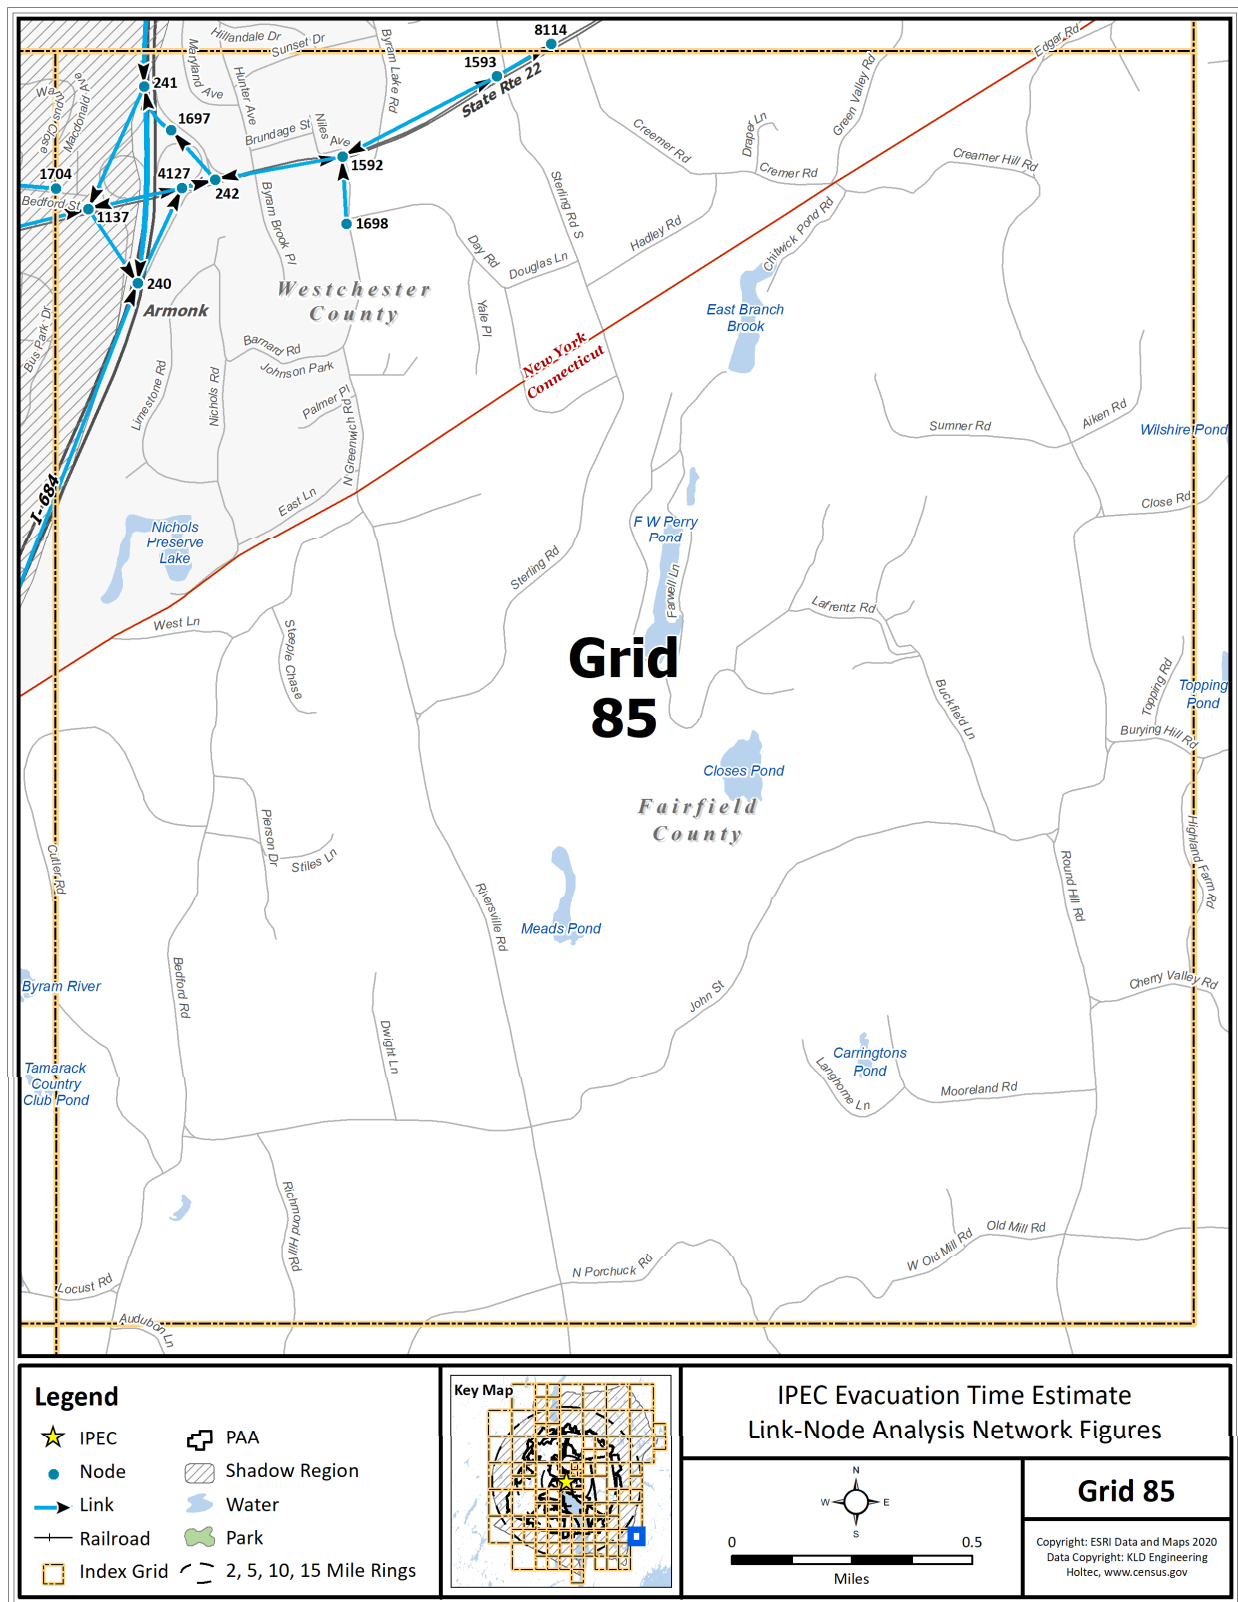 8114
Hillandale Dr
Sunset Dr
Maryland Ave
Byram Lake Rd
1593
State Rte 22
Edgar Rd
241
Macdonald Ave
Hunter Ave
Green Valley Rd
1697
Brundage St
Niles Ave
Creemer Rd
Draper Ln
Cremer Rd
Creamer Hill Rd
1704
4127
242
1592
Bedford St
1137
1698
Byram Brook Pl
Sterling Rd S
Hadley Rd
Chitwick Pond Rd
Day Rd
Douglas Ln
240
Armonk
Westchester
County
Yale Pl
East Branch
Brook
Bus Park Dr
Barnard Rd
Johnson Park
New York
Connecticut
Limestone Rd
Nichols Rd
Palmer Pl
N Greenwich Rd
Sumner Rd
Aiken Rd
Wilshire Pond
I-684
East Ln
Close Rd
Nichols
Preserve
Lake
F W Perry
Pond
Sterling Rd
Farwell Ln
Lafrentz Rd
West Ln
Steeple Chase
Grid
85
Buckfield Ln
Topping Rd
Topping
Pond
Burying Hill Rd
Closes Pond
Fairfield
County
Pierson Dr
Stiles Ln
Cutler Rd
Highland Farm Rd
Round Hill Rd
Riversville Rd
Meads Pond
Byram River
Bedford Rd
John St
Cherry Valley Rd
Dwight Ln
Tamarack
Country
Club Pond
Carringtons
Pond
Langhorne Ln
Mooreland Rd
Richmond Hill Rd
Old Mill Rd
W Old Mill Rd
N Porchuck Rd
Locust Rd
Audubon Ln
Legend
IPEC
Node
Link
Railroad
Index Grid
PAA
Shadow Region
Water
Park
2, 5, 10, 15 Mile Rings
Key Map
IPEC Evacuation Time Estimate
Link-Node Analysis Network Figures
N
W
E
S
0
0.5
Miles
Grid 85
Copyright: ESRI Data and Maps 2020
Data Copyright: KLD Engineering
Holtec, www.census.gov